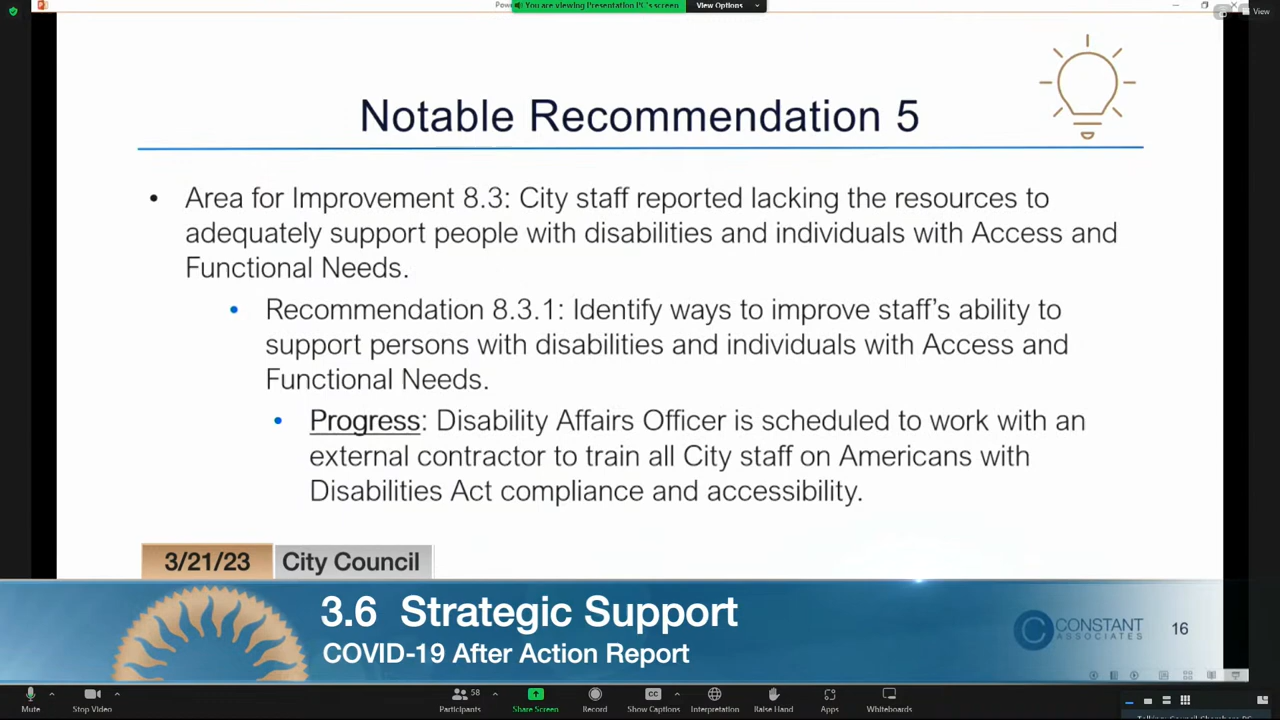 You are viewing Presentation PC's screen
View Options
View
Notable Recommendation 5
• Area for Improvement 8.3: City staff reported lacking the resources to
adequately support people with disabilities and individuals with Access and
Functional Needs.
• Recommendation 8.3.1: Identify ways to improve staff's ability to
support persons with disabilities and individuals with Access and
Functional Needs.
• Progress: Disability Affairs Officer is scheduled to work with an
external contractor to train all City staff on Americans with
Disabilities Act compliance and accessibility.
3/21/23 City Council
3.6 Strategic Support
COVID-19 After Action Report
CONSTANT
ASSOCIATES
16
58
Mute
Stop Video
Participants
Share Screen
Record
CC
Show Captions
Interpretation
Raise Hand
Apps
Whiteboards